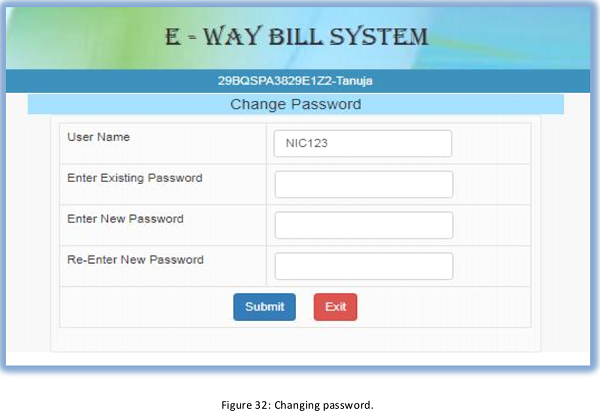 E - WAY BILL SYSTEM
29BQSPA3829E1Z2-Tanuja
Change Password
User Name
NIC123
Enter Existing Password
Enter New Password
Re-Enter New Password
Submit Exit
Figure 32: Changing password.